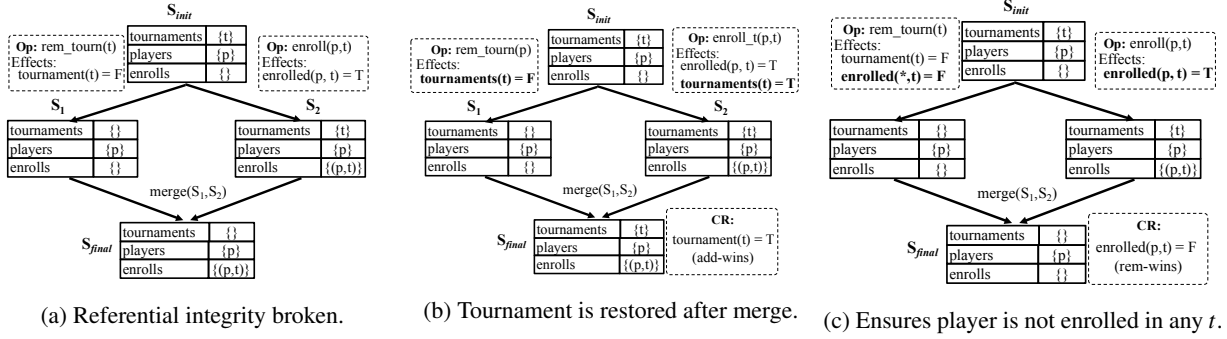 S_init
tournaments {t}
players {p}
enrolls {}
Op: rem_tourn(t)
Effects:
tournament(t) = F
Op: enroll(p,t)
Effects:
enrolled(p, t) = T
S_1
tournaments {}
players {p}
enrolls {}
S_2
tournaments {t}
players {p}
enrolls {(p,t)}
merge(S_1,S_2)
S_final
tournaments {}
players {p}
enrolls {(p,t)}
(a) Referential integrity broken.
S_init
tournaments {t}
players {p}
enrolls {}
Op: rem_tourn(p)
Effects:
tournaments(t) = F
Op: enroll_t(p,t)
Effects:
enrolled(p, t) = T
tournaments(t) = T
S_1
tournaments {}
players {p}
enrolls {}
S_2
tournaments {t}
players {p}
enrolls {(p,t)}
merge(S_1,S_2)
S_final
tournaments {t}
players {p}
enrolls {(p,t)}
CR:
tournament(t) = T
(add-wins)
(b) Tournament is restored after merge.
S_init
tournaments {t}
players {p}
enrolls {}
Op: rem_tourn(t)
Effects:
tournament(t) = F
enrolled(*,t) = F
Op: enroll(p,t)
Effects:
enrolled(p, t) = T
tournaments {}
players {p}
enrolls {}
tournaments {t}
players {p}
enrolls {(p,t)}
merge(S_1,S_2)
S_final
tournaments {}
players {p}
enrolls {}
CR:
enrolled(p,t) = F
(rem-wins)
(c) Ensures player is not enrolled in any t.